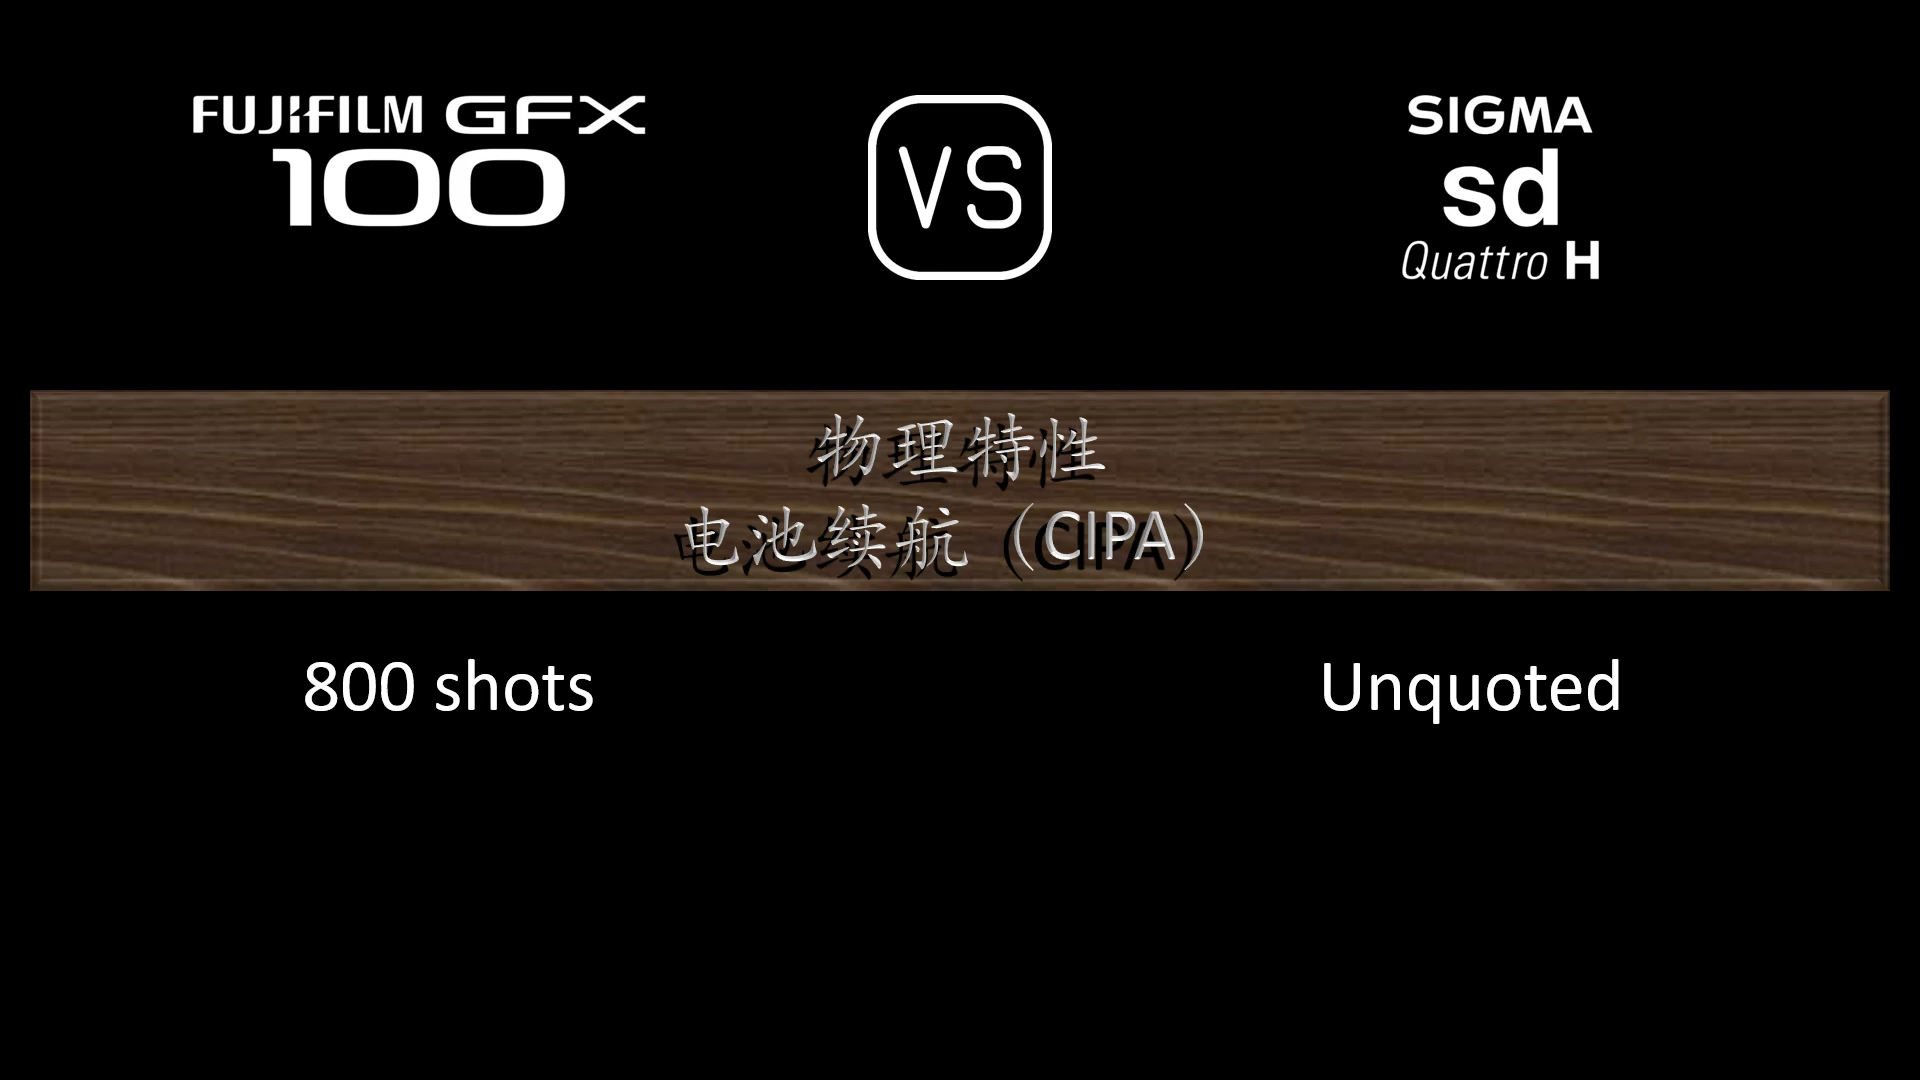 FUJIFILM GFX
100
VS
SIGMA
sd
Quattro H
物理特性
电池续航（CIPA）
800 shots
Unquoted